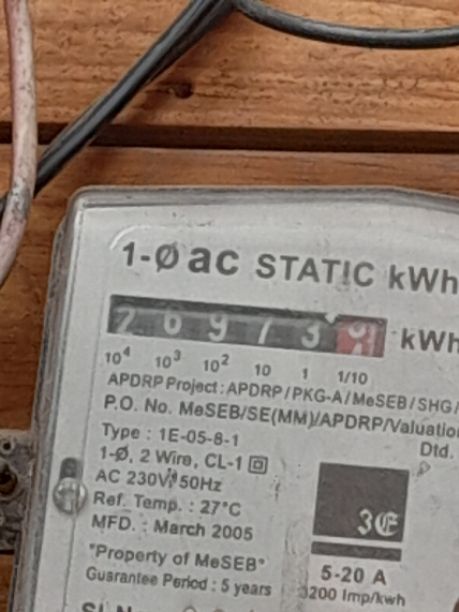 1-Ø ac STATIC kWh
2 6 9 7 3 kWh
10⁴ 10³ 10² 10 1 1/10
APDRP Project : APDRP / PKG-A / MeSEB / SHG /
P.O. No. MeSEB/SE(MM)/APDRP/Valuation
Dtd.
Type : 1E-05-8-1
1-Ø, 2 Wire, CL-1
AC 230V, 50Hz
Ref. Temp. : 27°C
MFD. : March 2005
"Property of MeSEB"
Guarantee Period : 5 years
5-20 A
3200 Imp/kwh